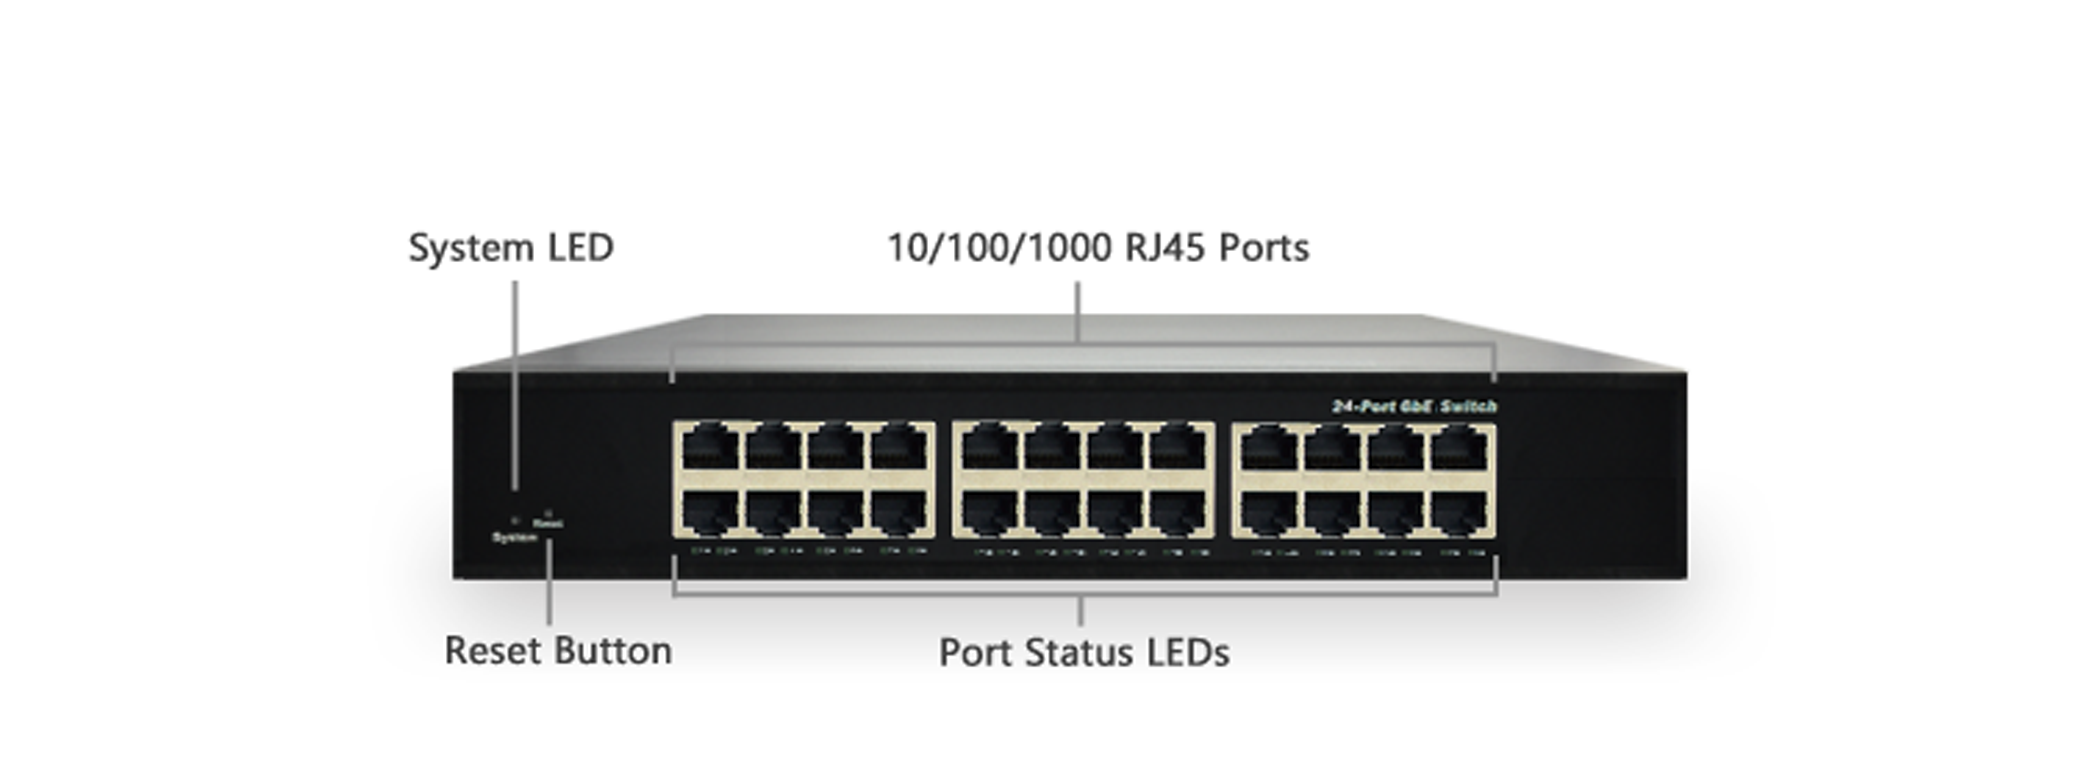 System LED
10/100/1000 RJ45 Ports
24-Port GbE Switch
Reset
System
Reset Button
Port Status LEDs